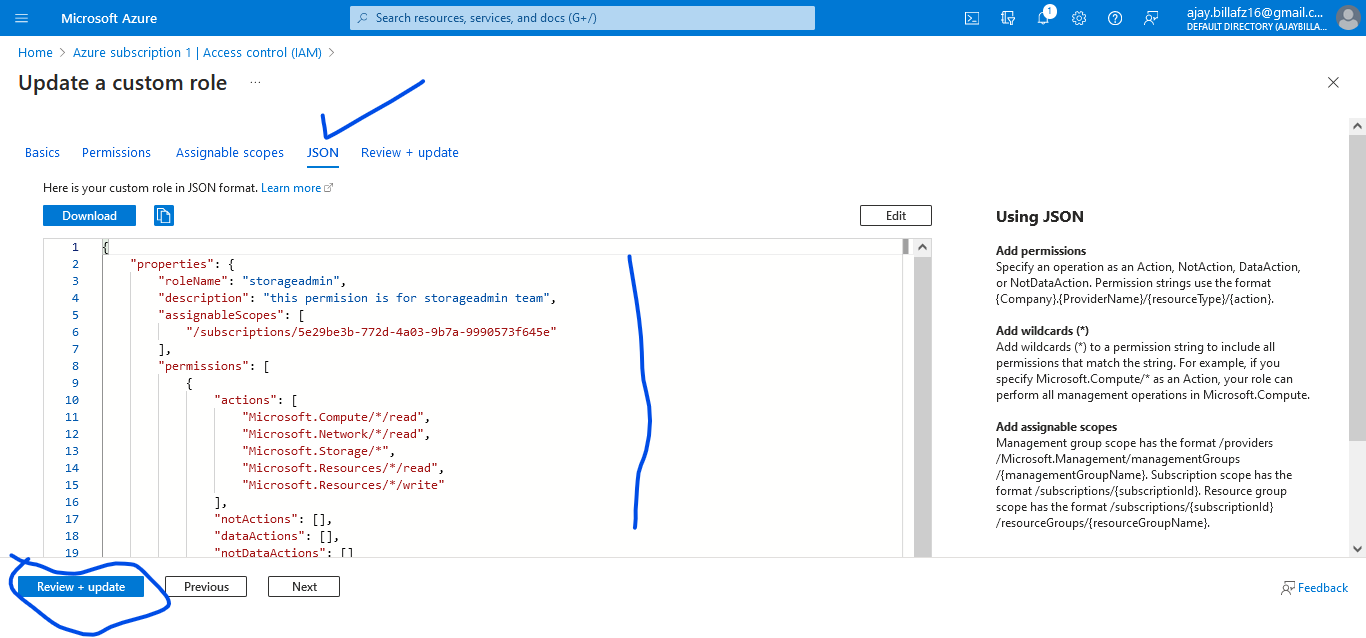 Microsoft Azure
Search resources, services, and docs (G+/)
1
ajay.billafz16@gmail.c...
DEFAULT DIRECTORY (AJAYBILLA...
Home > Azure subscription 1 | Access control (IAM) >
Update a custom role ...
Basics Permissions Assignable scopes JSON Review + update
Here is your custom role in JSON format. Learn more
Download
Edit
1 {
2 "properties": {
3 "roleName": "storageadmin",
4 "description": "this permision is for storageadmin team",
5 "assignableScopes": [
6 "/subscriptions/5e29be3b-772d-4a03-9b7a-9990573f645e"
7 ],
8 "permissions": [
9 {
10 "actions": [
11 "Microsoft.Compute/*/read",
12 "Microsoft.Network/*/read",
13 "Microsoft.Storage/*",
14 "Microsoft.Resources/*/read",
15 "Microsoft.Resources/*/write"
16 ],
17 "notActions": [],
18 "dataActions": [],
19 "notDataActions": []
Using JSON
Add permissions
Specify an operation as an Action, NotAction, DataAction,
or NotDataAction. Permission strings use the format
{Company}.{ProviderName}/{resourceType}/{action}.
Add wildcards (*)
Add wildcards (*) to a permission string to include all
permissions that match the string. For example, if you
specify Microsoft.Compute/* as an Action, your role can
perform all management operations in Microsoft.Compute.
Add assignable scopes
Management group scope has the format /providers
/Microsoft.Management/managementGroups
/{managementGroupName}. Subscription scope has the
format /subscriptions/{subscriptionId}. Resource group
scope has the format /subscriptions/{subscriptionId}
/resourceGroups/{resourceGroupName}.
Review + update Previous Next
Feedback